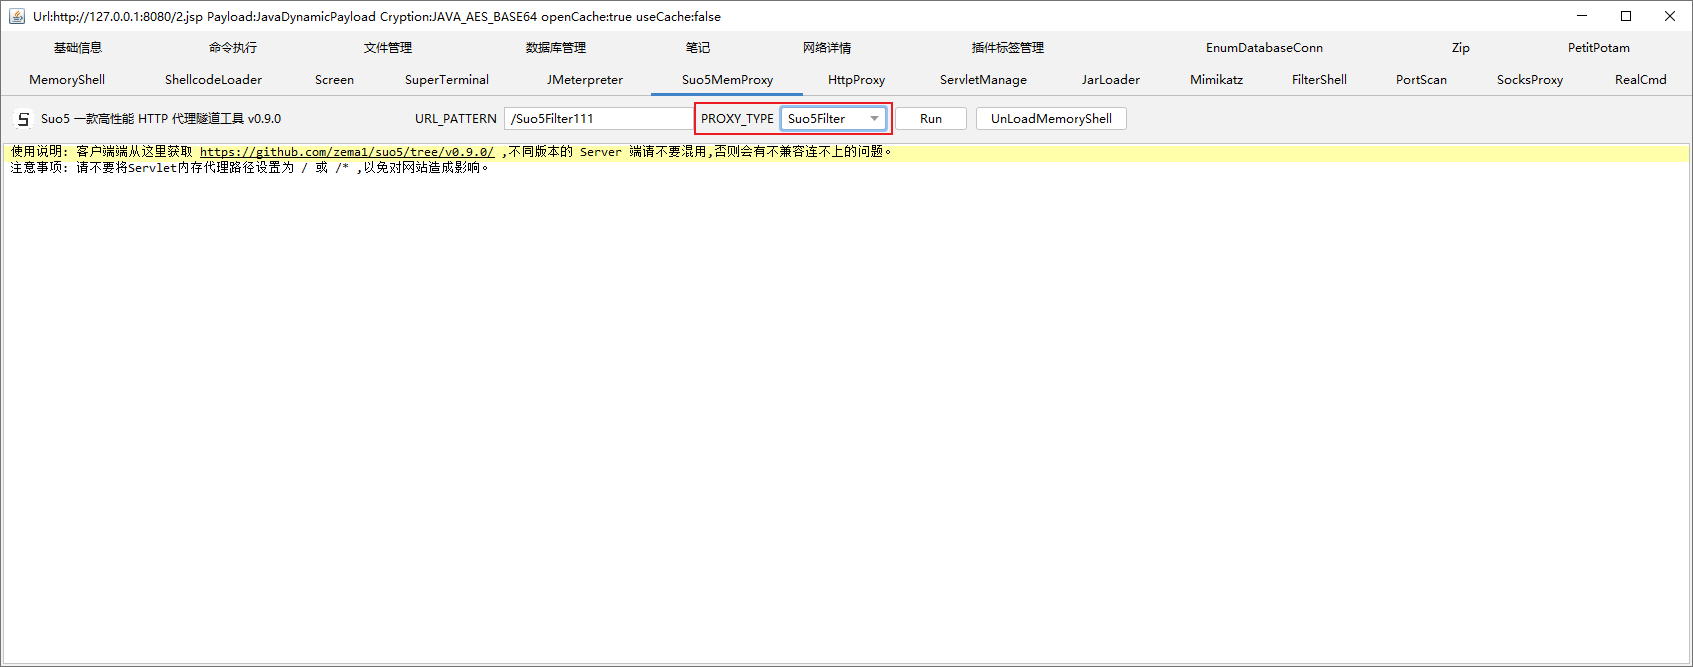 Url:http://127.0.0.1:8080/2.jsp Payload:JavaDynamicPayload Cryption:JAVA_AES_BASE64 openCache:true useCache:false
基础信息 命令执行 文件管理 数据库管理 笔记 网络详情 插件标签管理 EnumDatabaseConn Zip PetitPotam
MemoryShell ShellcodeLoader Screen SuperTerminal JMeterpreter Suo5MemProxy HttpProxy ServletManage JarLoader Mimikatz FilterShell PortScan SocksProxy RealCmd
S Suo5 一款高性能 HTTP 代理隧道工具 v0.9.0 URL_PATTERN /Suo5Filter111 PROXY_TYPE Suo5Filter Run UnLoadMemoryShell
使用说明: 客户端端从这里获取 https://github.com/zema1/suo5/tree/v0.9.0/ ,不同版本的 Server 端请不要混用,否则会有不兼容连不上的问题。
注意事项: 请不要将Servlet内存代理路径设置为 / 或 /* ,以免对网站造成影响。